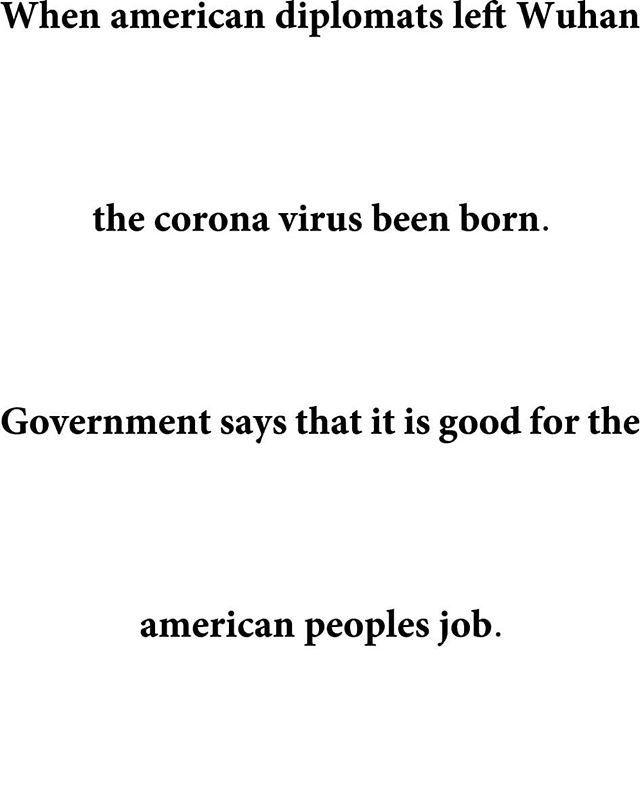 When american diplomats left Wuhan
the corona virus been born.
Government says that it is good for the
american peoples job.